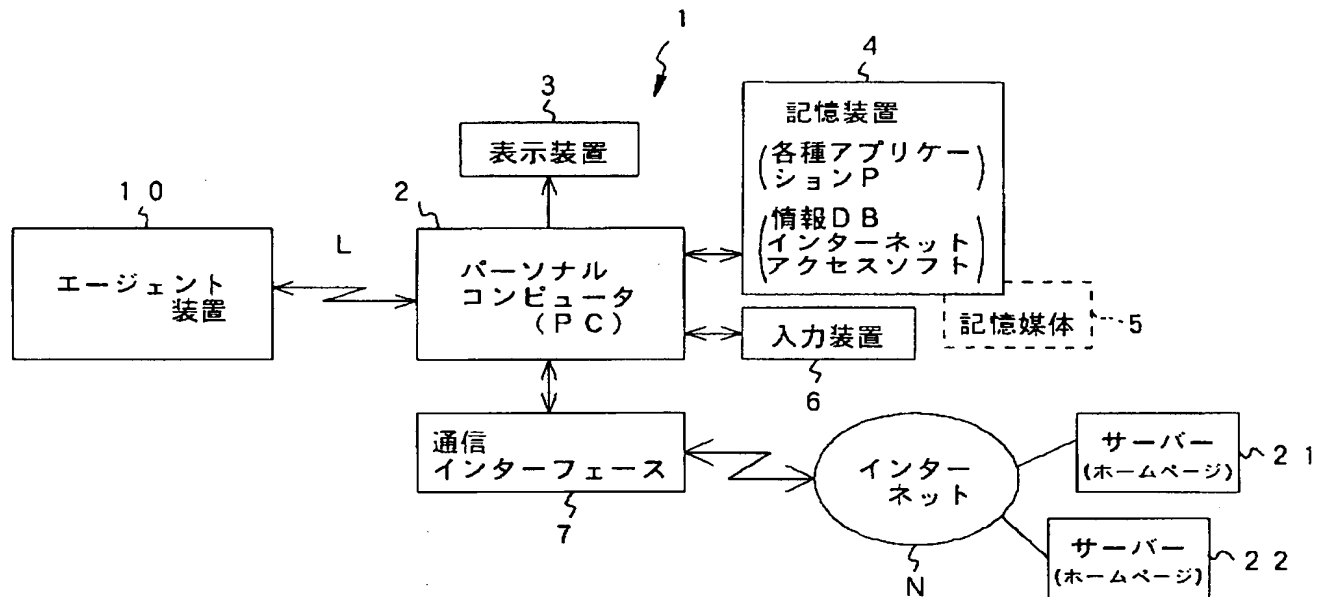 1
3
表示装置
4
記憶装置
(各種アプリケー
ションP)
(情報DB
インターネット
アクセスソフト)
記憶媒体
5
10
エージェント
装置
L
2
パーソナル
コンピュータ
(PC)
入力装置
6
通信
インターフェース
7
インター
ネット
N
サーバー
(ホームページ)
21
サーバー
(ホームページ)
22